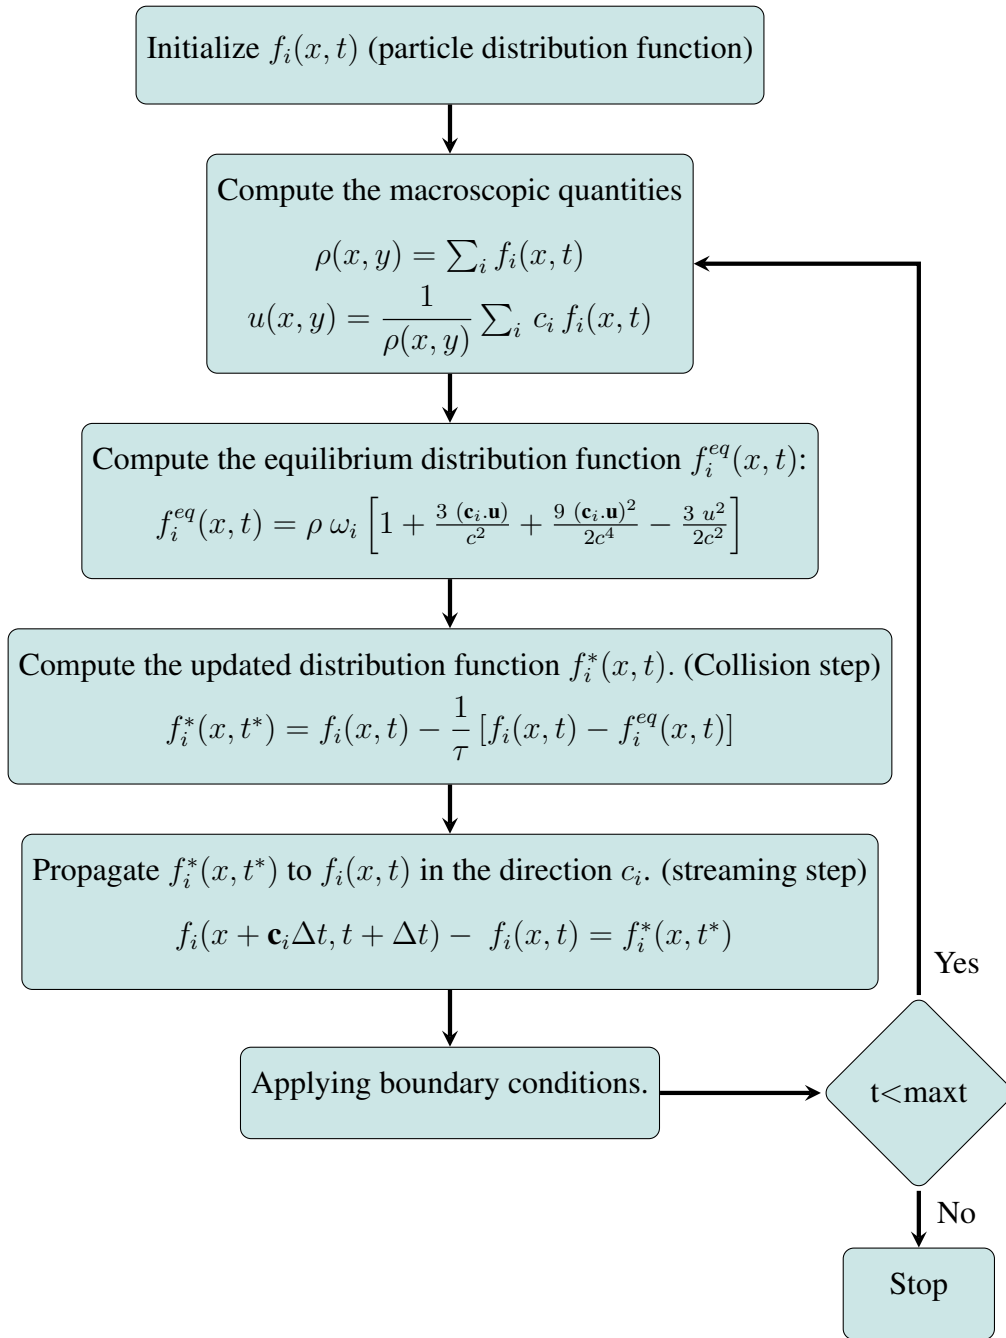 Initialize $f_i(x,t)$ (particle distribution function)
Compute the macroscopic quantities
$\rho(x,y) = \sum_i f_i(x,t)$
$u(x,y) = \dfrac{1}{\rho(x,y)} \sum_i c_i f_i(x,t)$
Compute the equilibrium distribution function $f_i^{eq}(x,t)$:
$f_i^{eq}(x,t) = \rho \, \omega_i \left[ 1 + \frac{3 \, (\mathbf{c}_i.\mathbf{u})}{c^2} + \frac{9 \, (\mathbf{c}_i.\mathbf{u})^2}{2c^4} - \frac{3 \, u^2}{2c^2} \right]$
Compute the updated distribution function $f_i^*(x,t)$. (Collision step)
$f_i^*(x,t^*) = f_i(x,t) - \dfrac{1}{\tau} \left[ f_i(x,t) - f_i^{eq}(x,t) \right]$
Propagate $f_i^*(x,t^*)$ to $f_i(x,t)$ in the direction $c_i$. (streaming step)
$f_i(x + \mathbf{c}_i \Delta t, t + \Delta t) - f_i(x,t) = f_i^*(x,t^*)$
Yes
Applying boundary conditions.
t<maxt
No
Stop